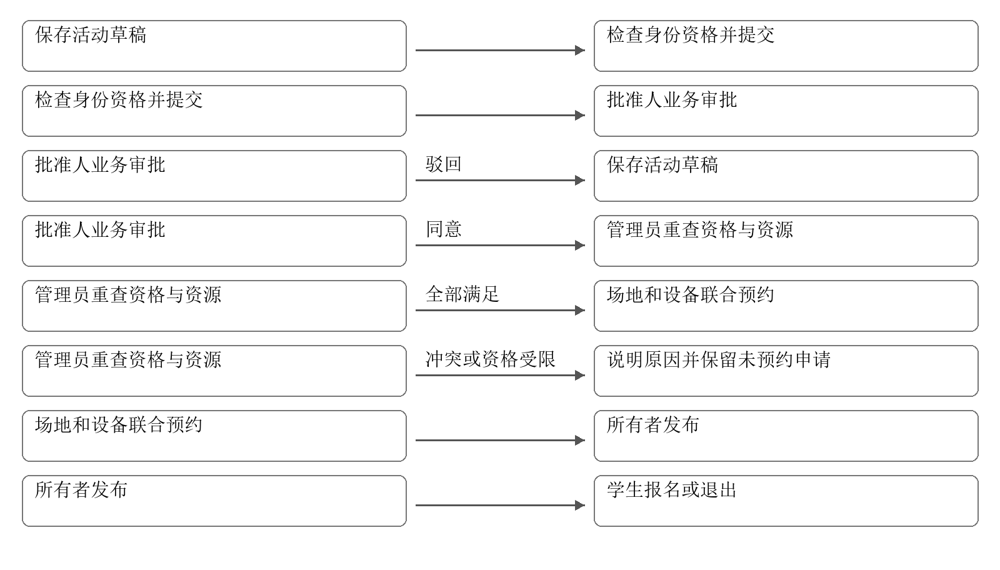 保存活动草稿
检查身份资格并提交
检查身份资格并提交
批准人业务审批
批准人业务审批
驳回
保存活动草稿
批准人业务审批
同意
管理员重查资格与资源
管理员重查资格与资源
全部满足
场地和设备联合预约
管理员重查资格与资源
冲突或资格受限
说明原因并保留未预约申请
场地和设备联合预约
所有者发布
所有者发布
学生报名或退出